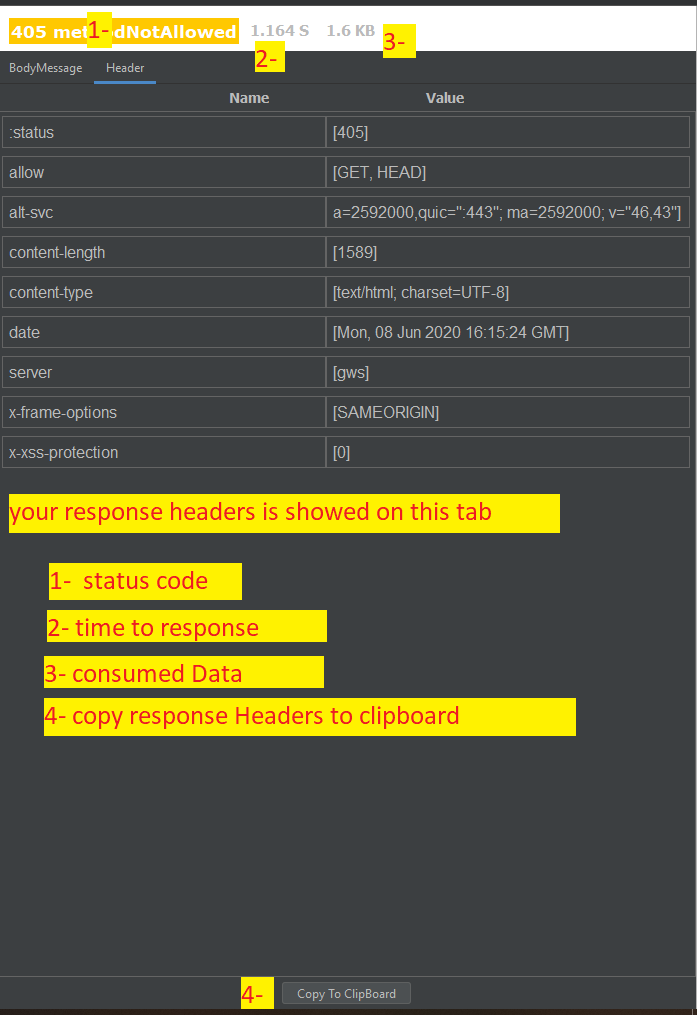 405 met 1- dNotAllowed 1.164 S 1.6 KB 3-
2-
BodyMessage Header
Name Value
:status [405]
allow [GET, HEAD]
alt-svc a=2592000,quic=":443"; ma=2592000; v="46,43"]
content-length [1589]
content-type [text/html; charset=UTF-8]
date [Mon, 08 Jun 2020 16:15:24 GMT]
server [gws]
x-frame-options [SAMEORIGIN]
x-xss-protection [0]
your response headers is showed on this tab
1- status code
2- time to response
3- consumed Data
4- copy response Headers to clipboard
4- Copy To ClipBoard